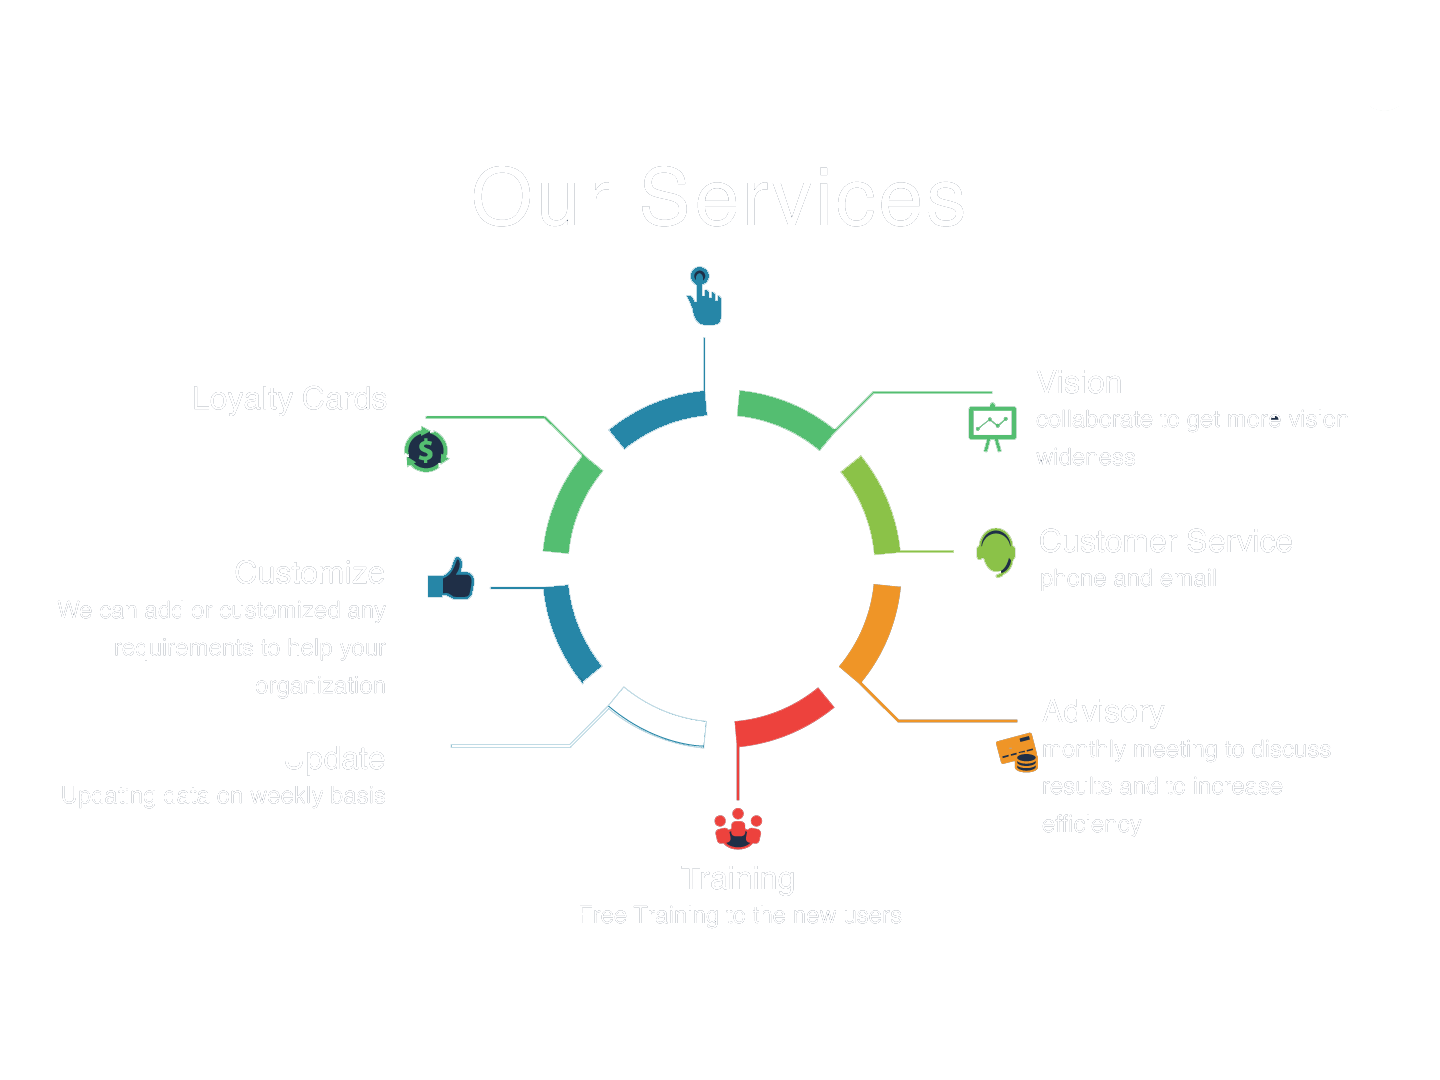 Our Services
Loyalty Cards
Vision
collaborate to get more vision
wideness
Customer Service
phone and email
Customize
We can add or customized any
requirements to help your
organization
Advisory
monthly meeting to discuss
results and to increase
efficiency
Update
Updating data on weekly basis
Training
Free Training to the new users